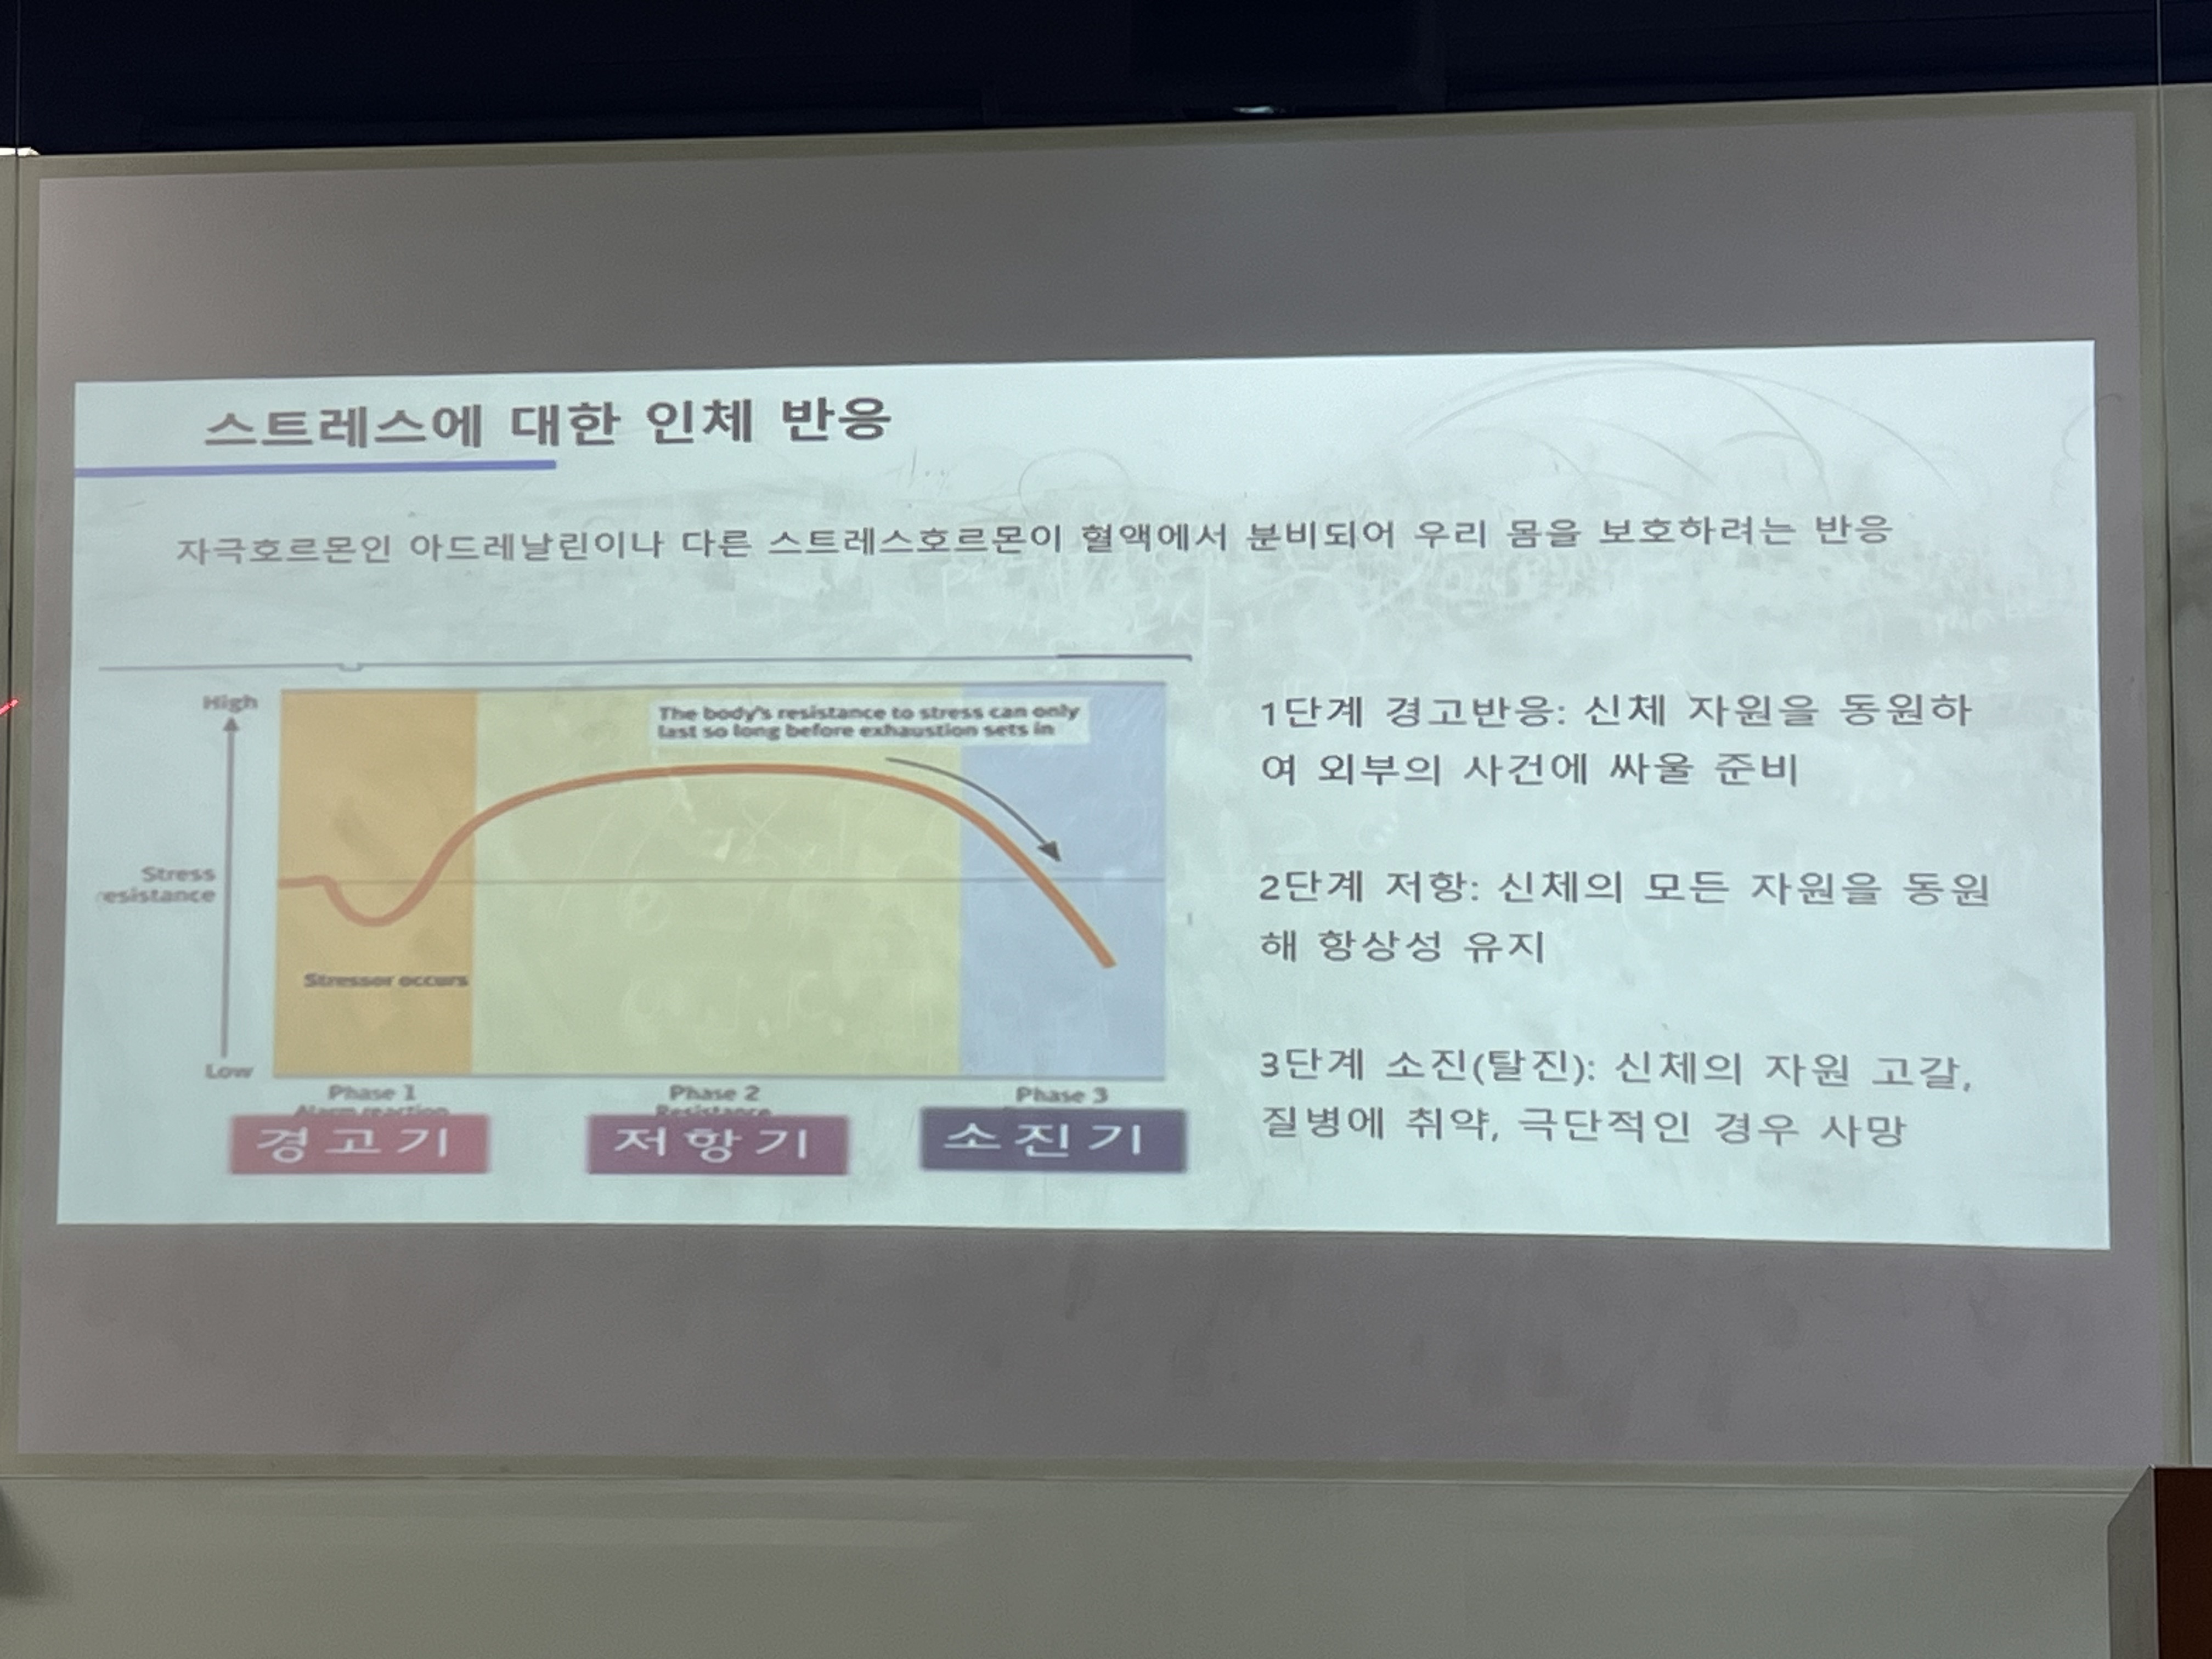 스트레스에 대한 인체 반응
자극호르몬인 아드레날린이나 다른 스트레스호르몬이 혈액에서 분비되어 우리 몸을 보호하려는 반응
High
The body's resistance to stress can only
last so long before exhaustion sets in
Stress
resistance
Stressor occurs
Low
Phase 1
Alarm reaction
경고기
Phase 2
Resistance
저항기
Phase 3
소진기
1단계 경고반응: 신체 자원을 동원하
여 외부의 사건에 싸울 준비
2단계 저항: 신체의 모든 자원을 동원
해 항상성 유지
3단계 소진(탈진): 신체의 자원 고갈,
질병에 취약, 극단적인 경우 사망